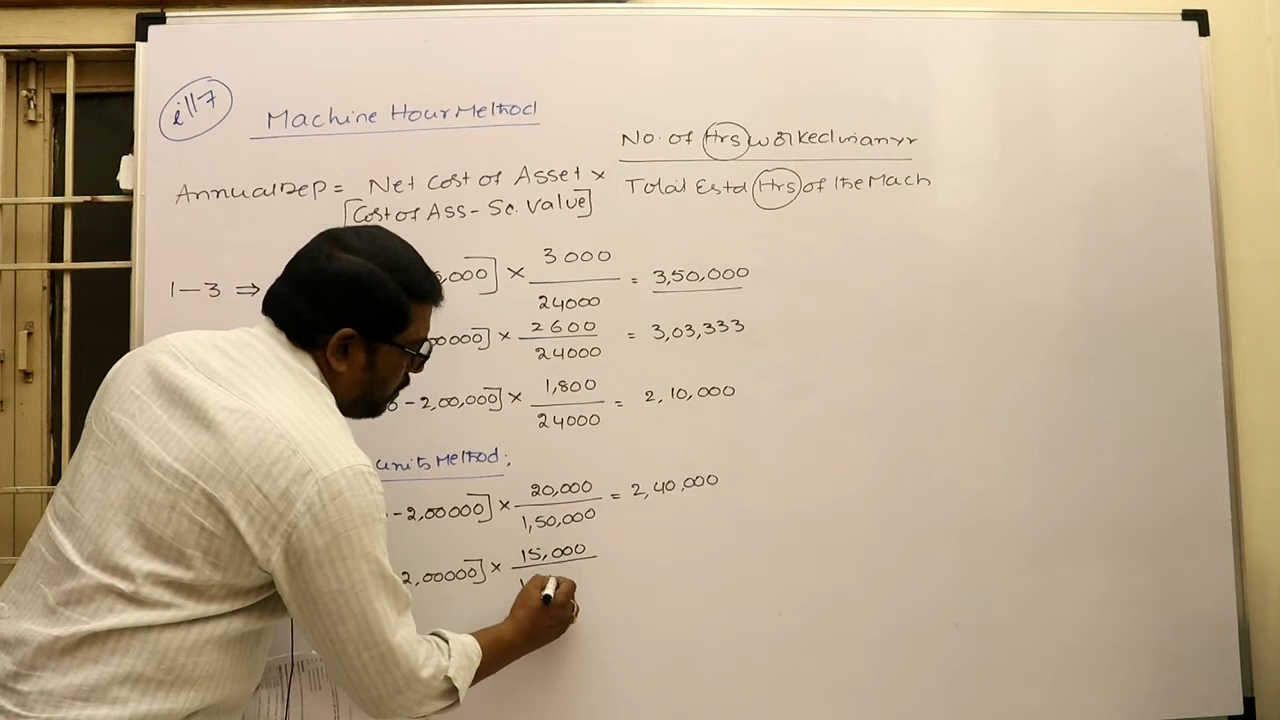 ill 7
Machine Hour Method
No. of Hrs worked in an yr
Annual Dep = Net Cost of Asset ×
Total Estd Hrs of the Mach
[Cost of Ass - Sc. Value]
1 - 3 ⇒ ,000] × 3000 / 24000 = 3,50,000
0000] × 2600 / 24000 = 3,03,333
- 2,00,000] × 1,800 / 24000 = 2,10,000
units Method:
- 2,00000] × 20,000 / 1,50,000 = 2,40,000
2,00000] × 15,000